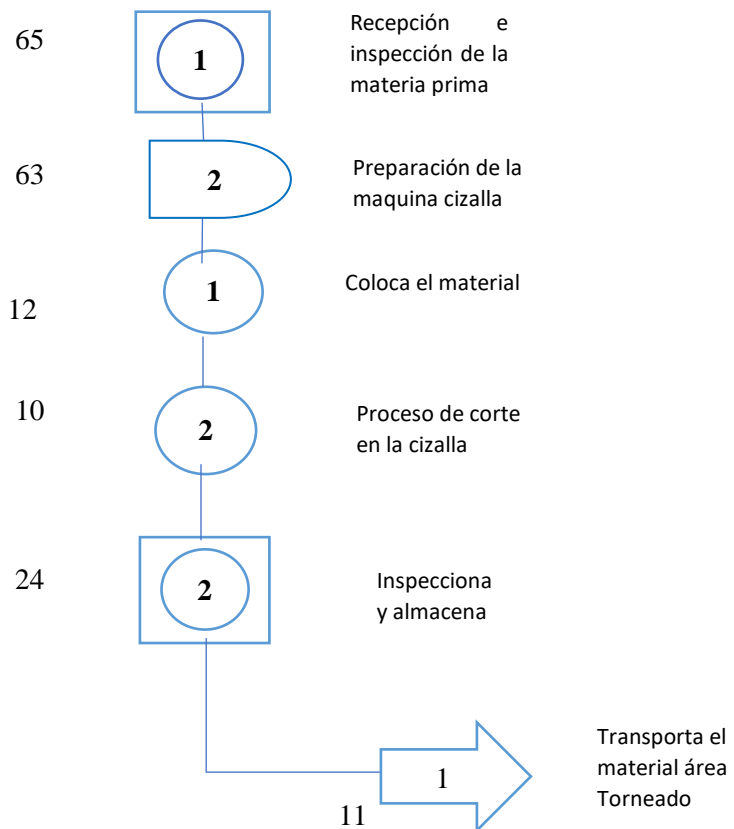 65
1
Recepción e
inspección de la
materia prima
63
2
Preparación de la
maquina cizalla
12
1
Coloca el material
10
2
Proceso de corte
en la cizalla
24
2
Inspecciona
y almacena
11
1
Transporta el
material área
Torneado